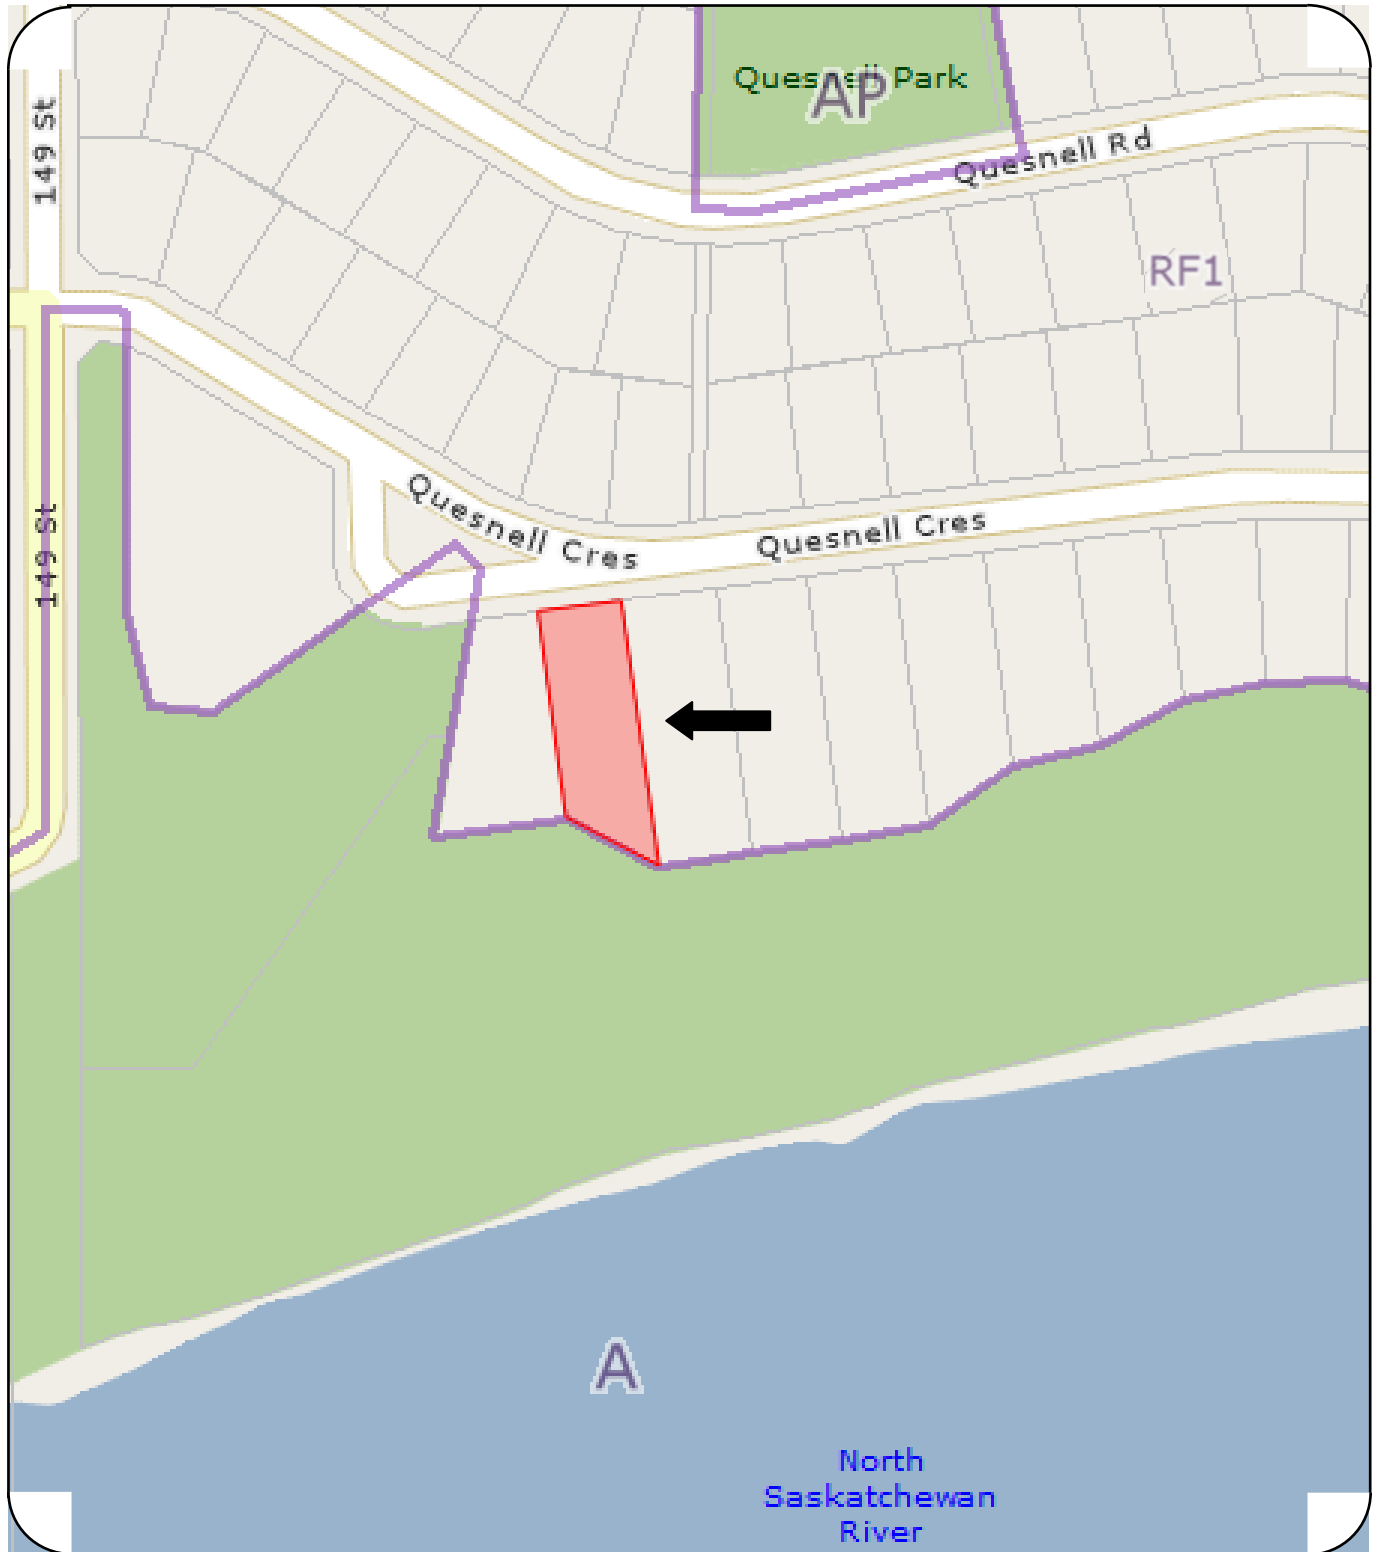 Quesnell Park
AP
149 St
Quesnell Rd
RF1
Quesnell Cres
Quesnell Cres
149 St
A
North
Saskatchewan
River